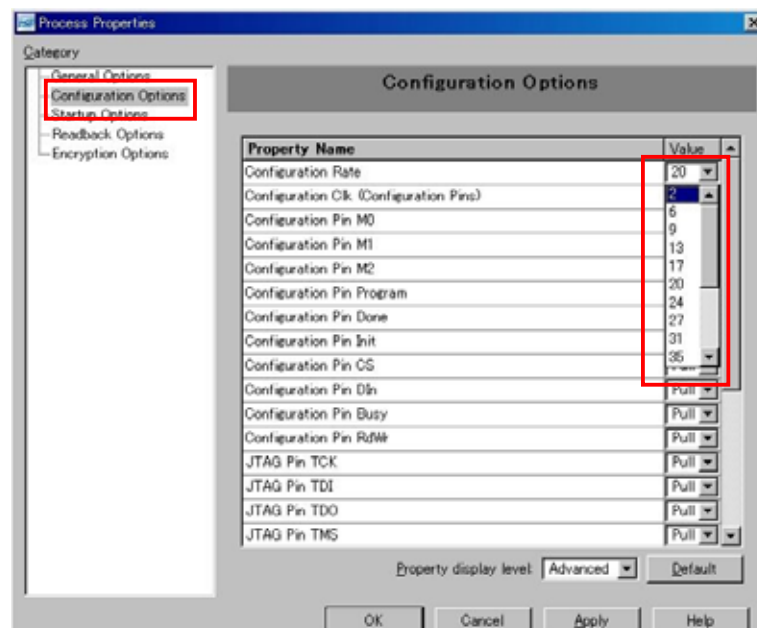 Process Properties
Category
General Options
Configuration Options
Startup Options
Readback Options
Encryption Options
Configuration Options
Property Name Value
Configuration Rate 20
Configuration Clk (Configuration Pins) 2
6
Configuration Pin M0 9
Configuration Pin M1 13
Configuration Pin M2 17
20
Configuration Pin Program 24
Configuration Pin Done 27
Configuration Pin Init 31
Configuration Pin CS 35
Configuration Pin DIn Pull
Configuration Pin Busy Pull
Configuration Pin RdWr Pull
JTAG Pin TCK Pull
JTAG Pin TDI Pull
JTAG Pin TDO Pull
JTAG Pin TMS Pull
Property display level: Advanced Default
OK Cancel Apply Help